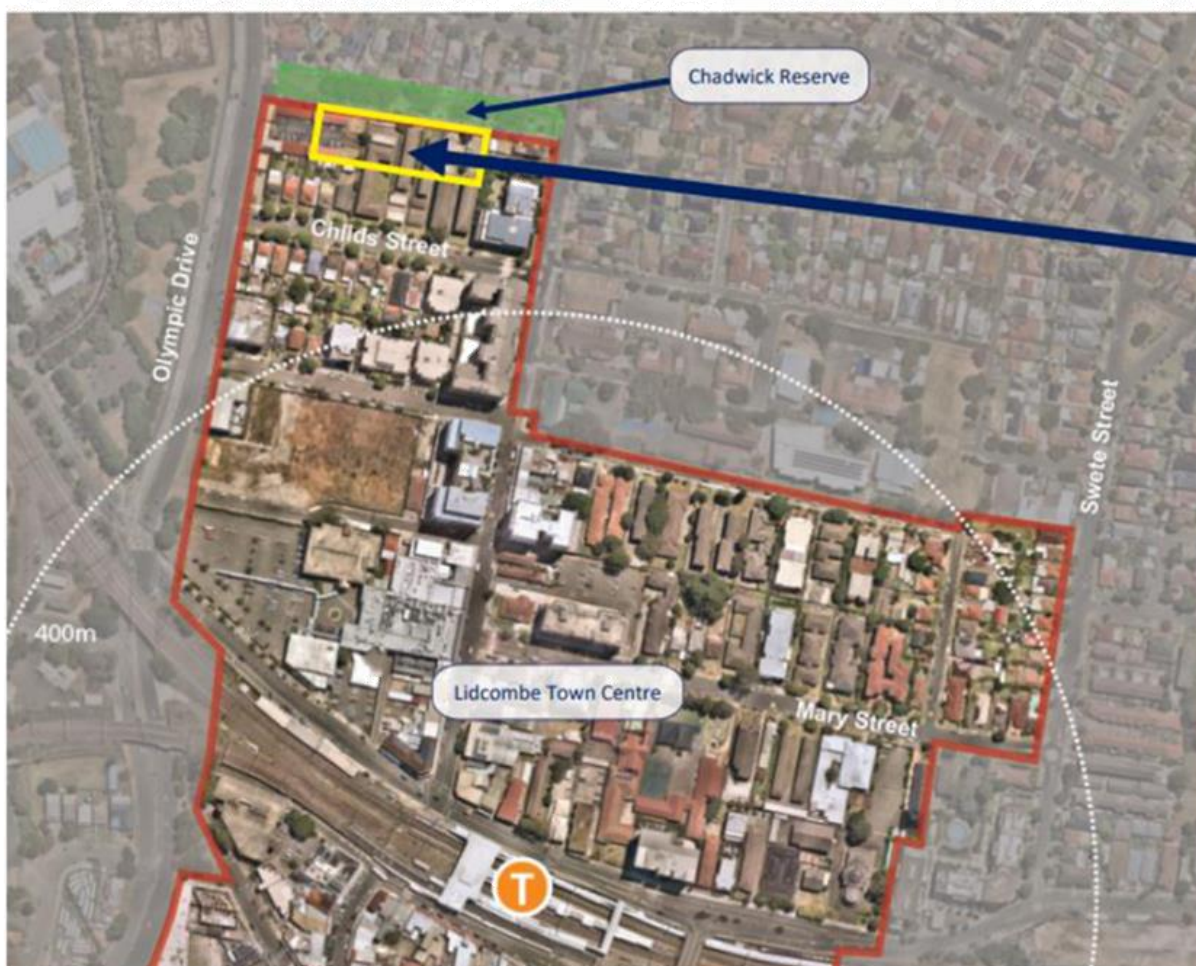 Chadwick Reserve
Childs Street
Olympic Drive
Swete Street
400m
Lidcombe Town Centre
Mary Street
T